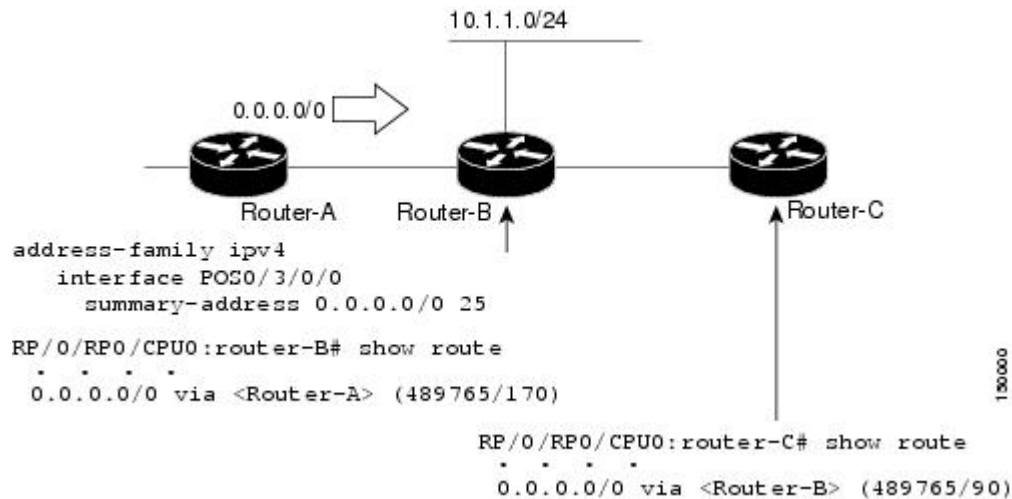 10.1.1.0/24
0.0.0.0/0
Router-A
Router-B
Router-C
address-family ipv4
interface POS0/3/0/0
summary-address 0.0.0.0/0 25
RP/0/RP0/CPU0:router-B# show route
. . . .
0.0.0.0/0 via <Router-A> (489765/170)
RP/0/RP0/CPU0:router-C# show route
. . . .
0.0.0.0/0 via <Router-B> (489765/90)
150000